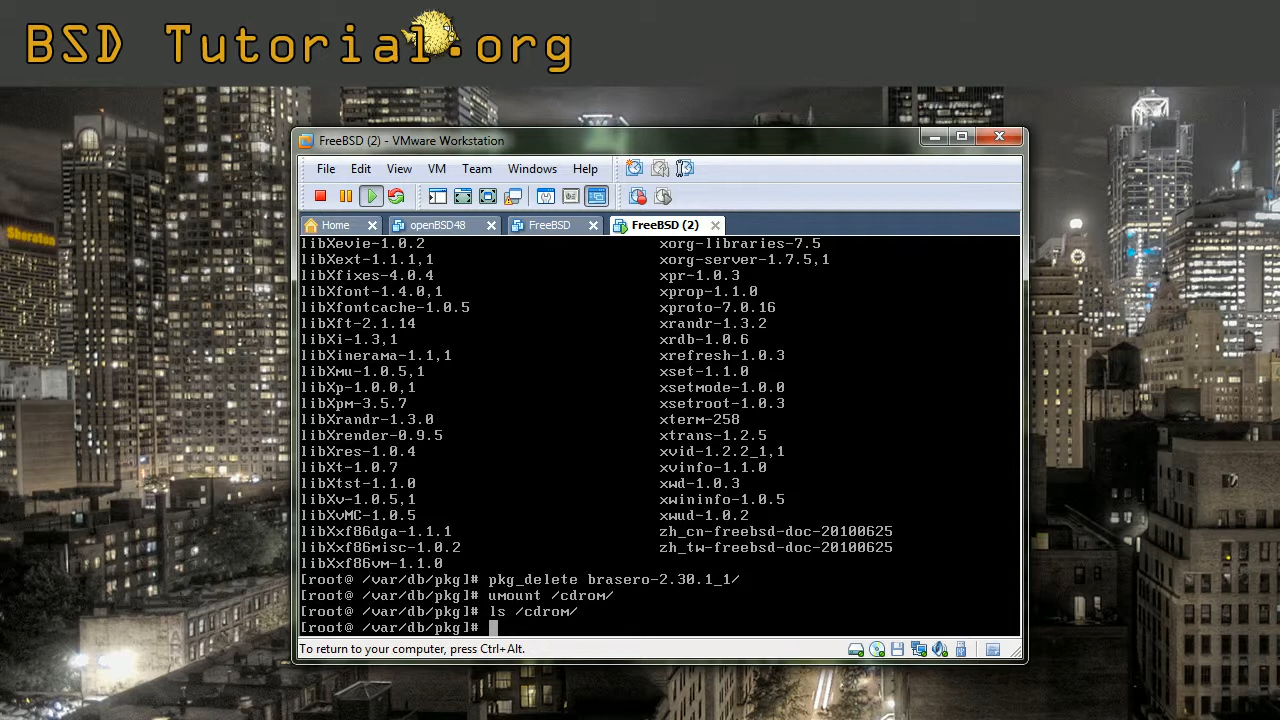 BSD Tutorial.org
Sheraton
FreeBSD (2) - VMware Workstation
File Edit View VM Team Windows Help
Home openBSD48 FreeBSD FreeBSD (2)
libXevie-1.0.2 xorg-libraries-7.5
libXext-1.1.1,1 xorg-server-1.7.5,1
libXfixes-4.0.4 xpr-1.0.3
libXfont-1.4.0,1 xprop-1.1.0
libXfontcache-1.0.5 xproto-7.0.16
libXft-2.1.14 xrandr-1.3.2
libXi-1.3,1 xrdb-1.0.6
libXinerama-1.1,1 xrefresh-1.0.3
libXmu-1.0.5,1 xset-1.1.0
libXp-1.0.0,1 xsetmode-1.0.0
libXpm-3.5.7 xsetroot-1.0.3
libXrandr-1.3.0 xterm-258
libXrender-0.9.5 xtrans-1.2.5
libXres-1.0.4 xvid-1.2.2_1,1
libXt-1.0.7 xvinfo-1.1.0
libXtst-1.1.0 xwd-1.0.3
libXv-1.0.5,1 xwininfo-1.0.5
libXvMC-1.0.5 xwud-1.0.2
libXxf86dga-1.1.1 zh_cn-freebsd-doc-20100625
libXxf86misc-1.0.2 zh_tw-freebsd-doc-20100625
libXxf86vm-1.1.0
[root@ /var/db/pkg]# pkg_delete brasero-2.30.1_1/
[root@ /var/db/pkg]# umount /cdrom/
[root@ /var/db/pkg]# ls /cdrom/
[root@ /var/db/pkg]#
To return to your computer, press Ctrl+Alt.